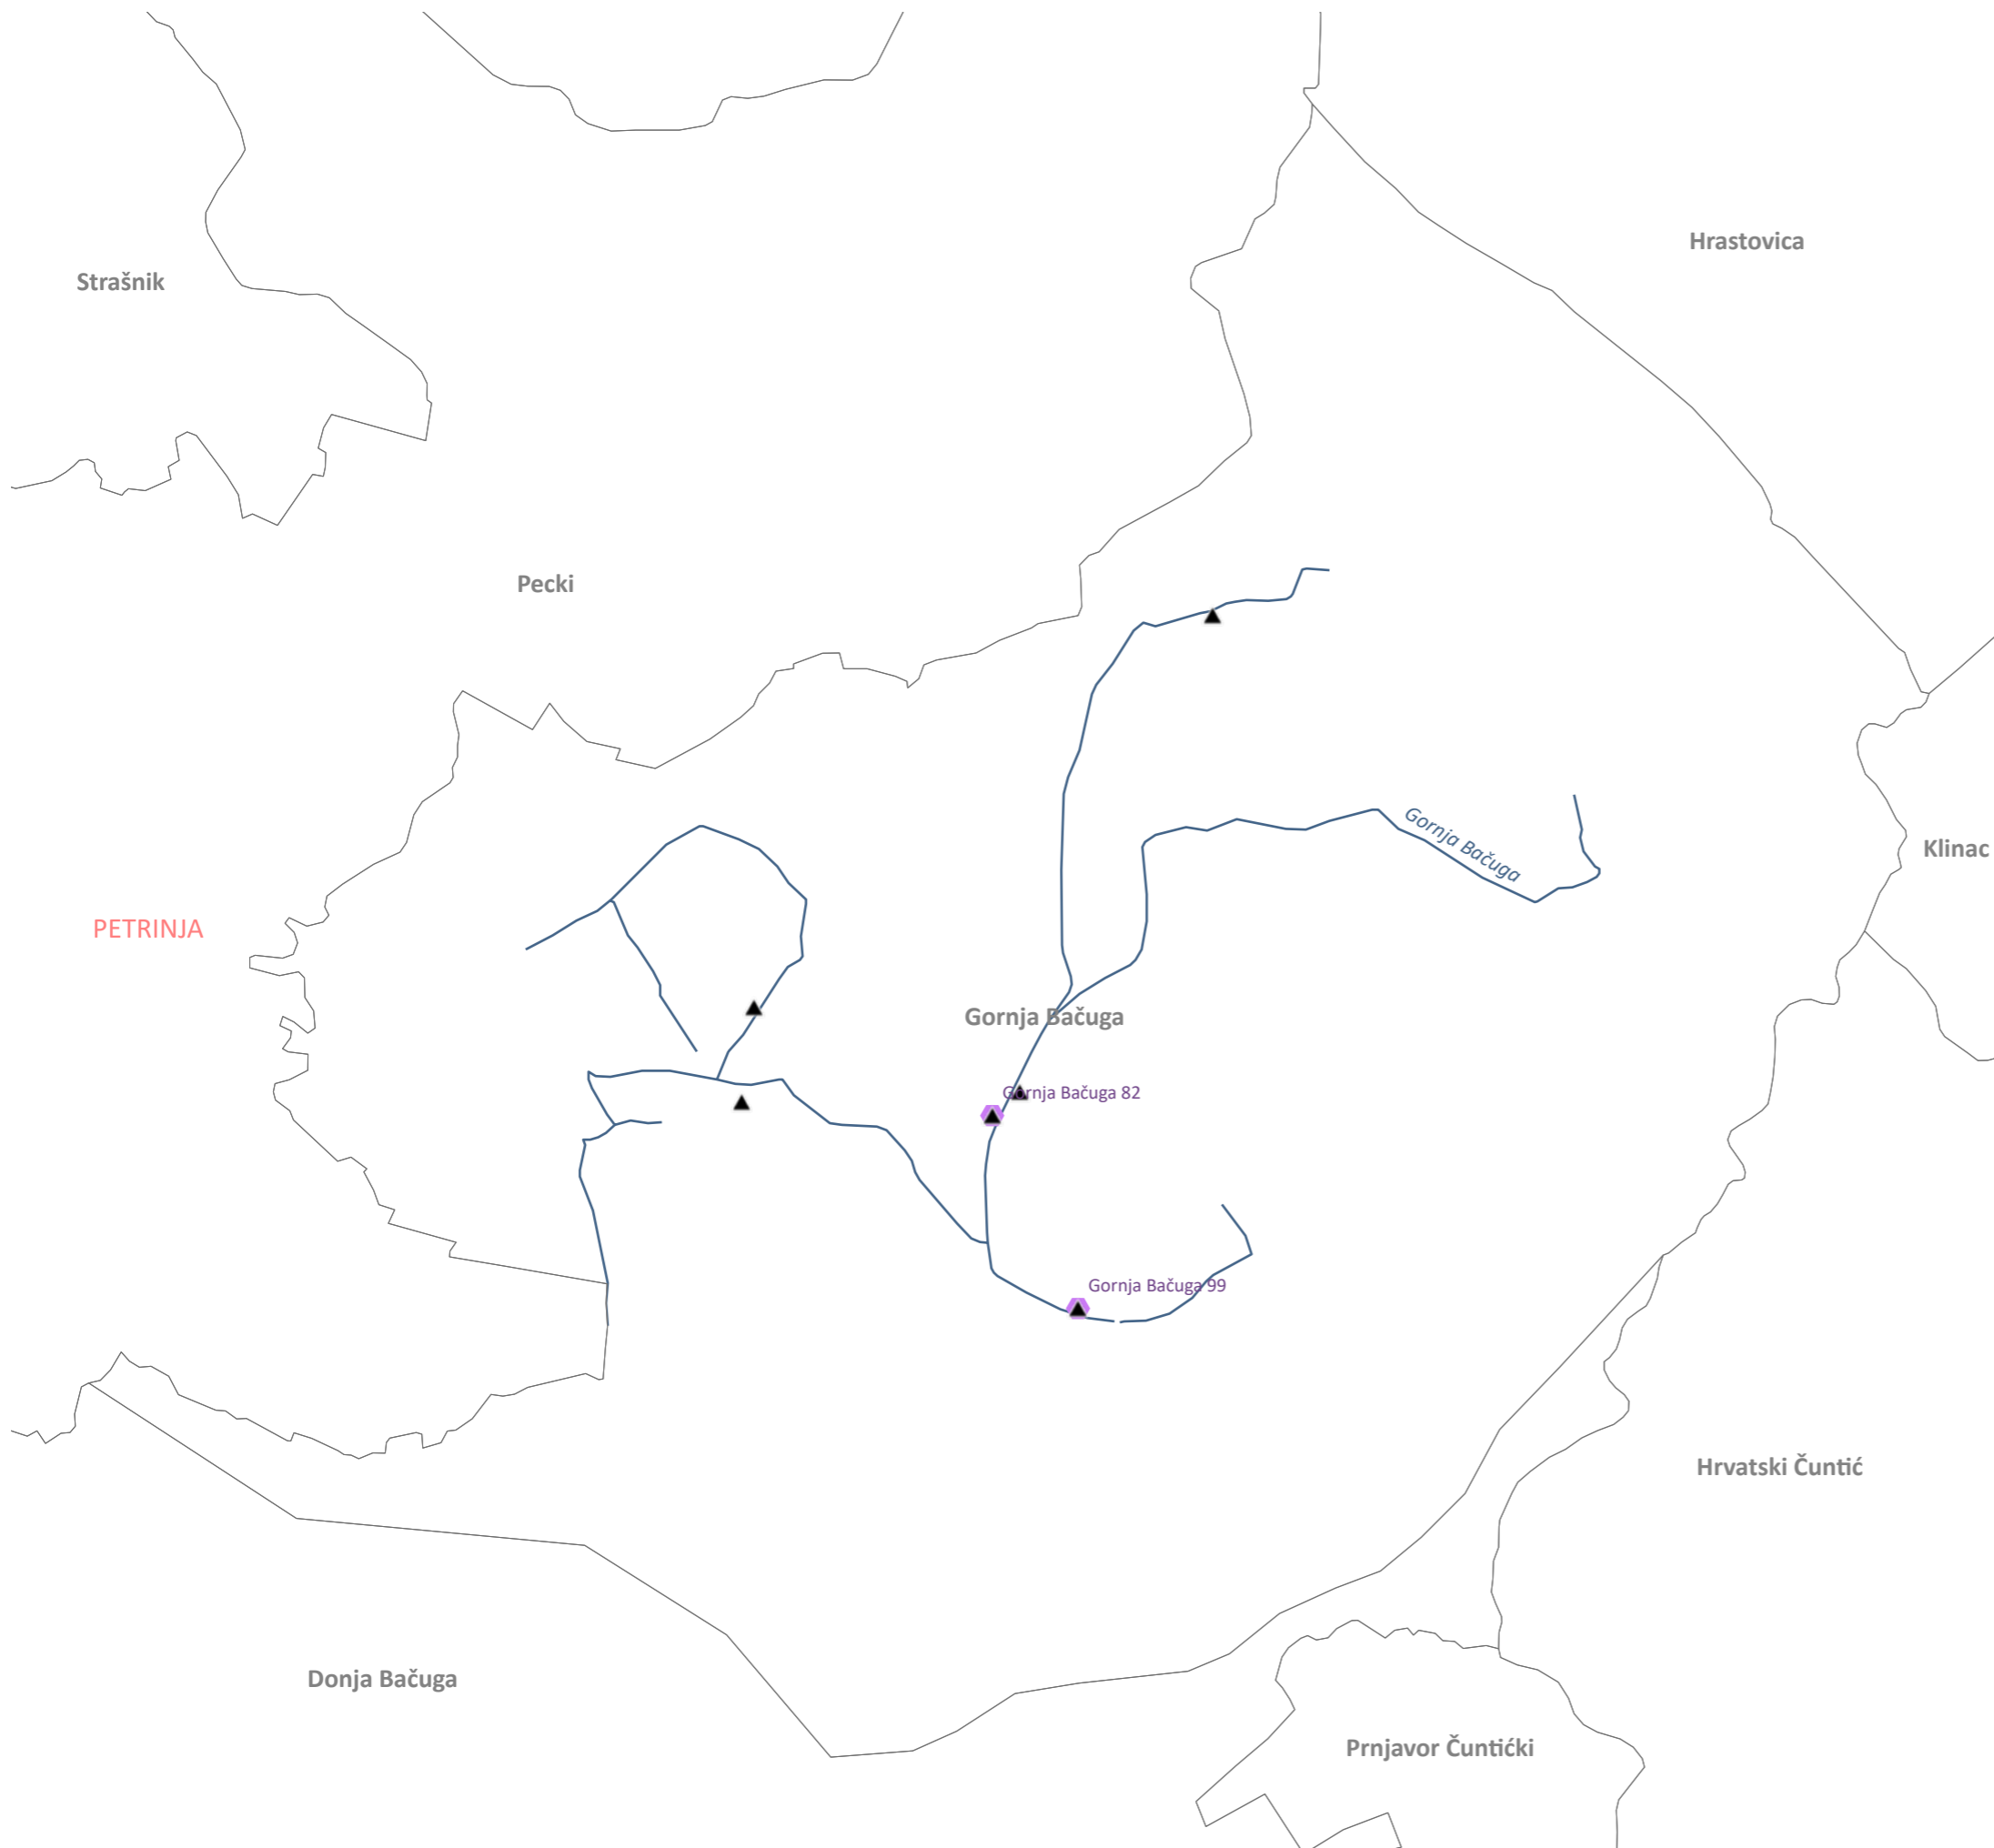 Hrastovica
Strašnik
Pecki
Gornja Bačuga
Klinac
PETRINJA
Gornja Bačuga
Gornja Bačuga 82
Gornja Bačuga 99
Hrvatski Čuntić
Donja Bačuga
Prnjavor Čuntićki